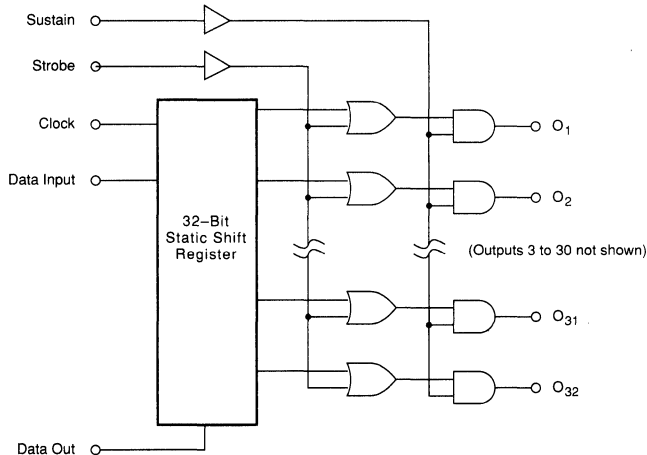 Sustain
Strobe
Clock
Data Input
32–Bit
Static Shift
Register
Data Out
O1
O2
(Outputs 3 to 30 not shown)
O31
O32